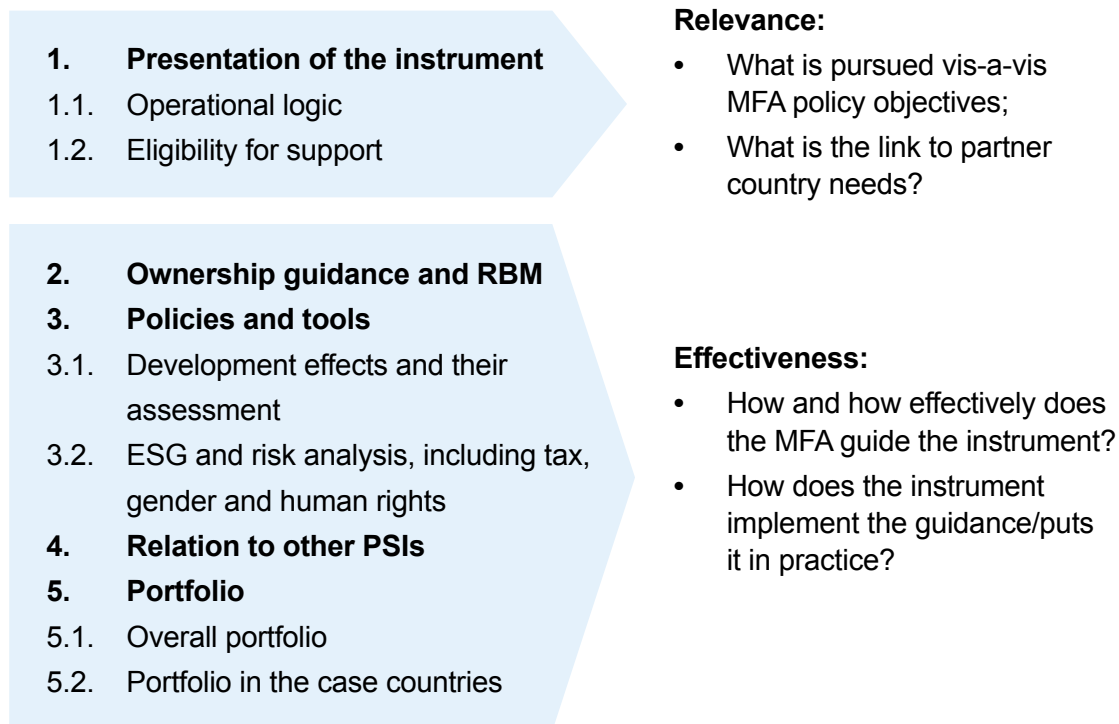 1. Presentation of the instrument
1.1. Operational logic
1.2. Eligibility for support
Relevance:
• What is pursued vis-a-vis
MFA policy objectives;
• What is the link to partner
country needs?
2. Ownership guidance and RBM
3. Policies and tools
3.1. Development effects and their
assessment
3.2. ESG and risk analysis, including tax,
gender and human rights
4. Relation to other PSIs
5. Portfolio
5.1. Overall portfolio
5.2. Portfolio in the case countries
Effectiveness:
• How and how effectively does
the MFA guide the instrument?
• How does the instrument
implement the guidance/puts
it in practice?